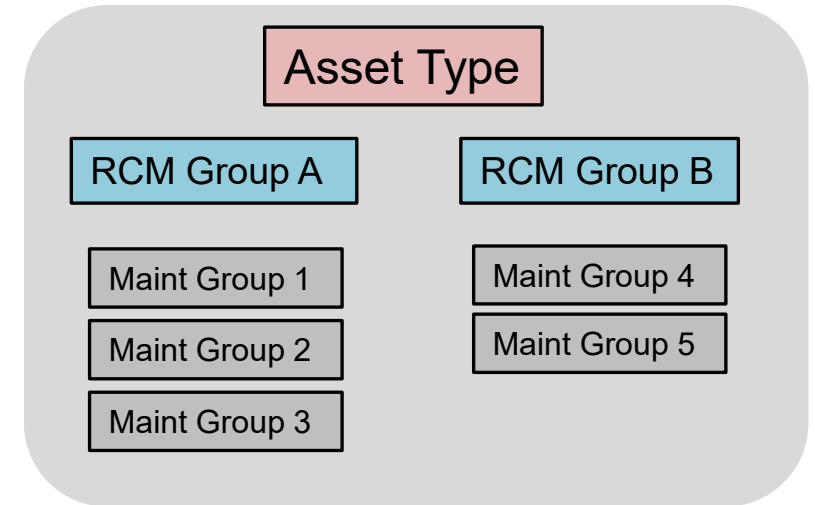 Asset Type
RCM Group A
RCM Group B
Maint Group 1
Maint Group 2
Maint Group 3
Maint Group 4
Maint Group 5